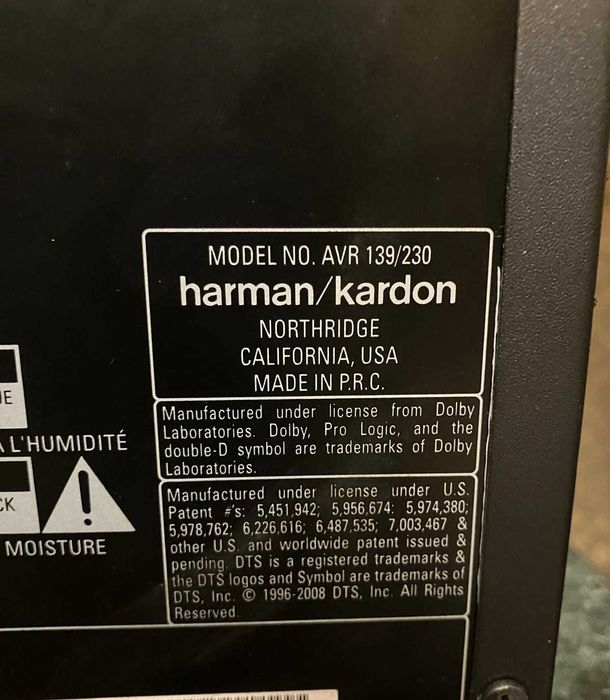 MODEL NO. AVR 139/230
harman/kardon
NORTHRIDGE
CALIFORNIA, USA
MADE IN P.R.C.
Manufactured under license from Dolby
Laboratories. Dolby, Pro Logic, and the
double-D symbol are trademarks of Dolby
Laboratories.
Manufactured under license under U.S.
Patent #'s: 5,451,942; 5,956,674: 5,974,380;
5,978,762; 6,226,616; 6,487,535; 7,003,467 &
other U.S. and worldwide patent issued &
pending. DTS is a registered trademarks &
the DTS logos and Symbol are trademarks of
DTS, Inc. © 1996-2008 DTS, Inc. All Rights
Reserved.
L'HUMIDITÉ
MOISTURE